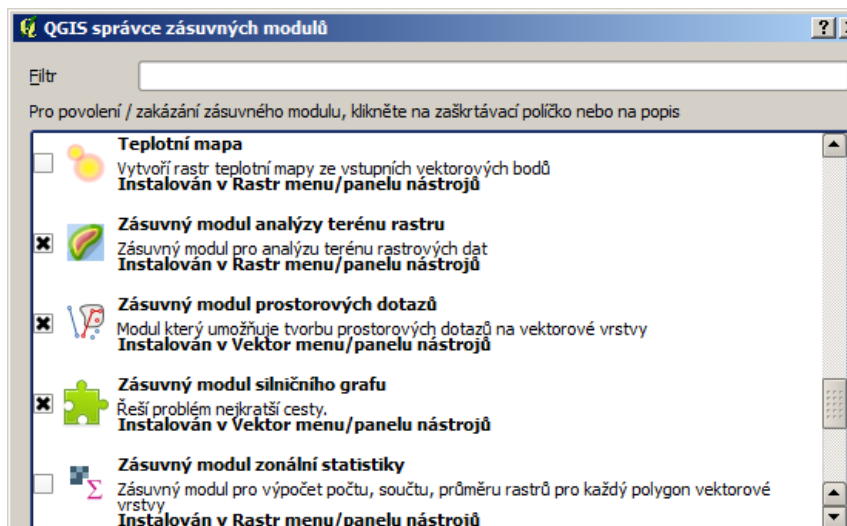 QGIS správce zásuvných modulů
Filtr
Pro povolení / zakázání zásuvného modulu, klikněte na zaškrtávací políčko nebo na popis
Teplotní mapa
Vytvoří rastr teplotní mapy ze vstupních vektorových bodů
Instalován v Rastr menu/panelu nástrojů
Zásuvný modul analýzy terénu rastru
Zásuvný modul pro analýzu terénu rastrových dat
Instalován v Rastr menu/panelu nástrojů
Zásuvný modul prostorových dotazů
Modul který umožňuje tvorbu prostorových dotazů na vektorové vrstvy
Instalován v Vektor menu/panelu nástrojů
Zásuvný modul silničního grafu
Řeší problém nejkratší cesty.
Instalován v Vektor menu/panelu nástrojů
Zásuvný modul zonální statistiky
Zásuvný modul pro výpočet počtu, součtu, průměru rastrů pro každý polygon vektorové
vrstvy
Instalován v Rastr menu/panelu nástrojů